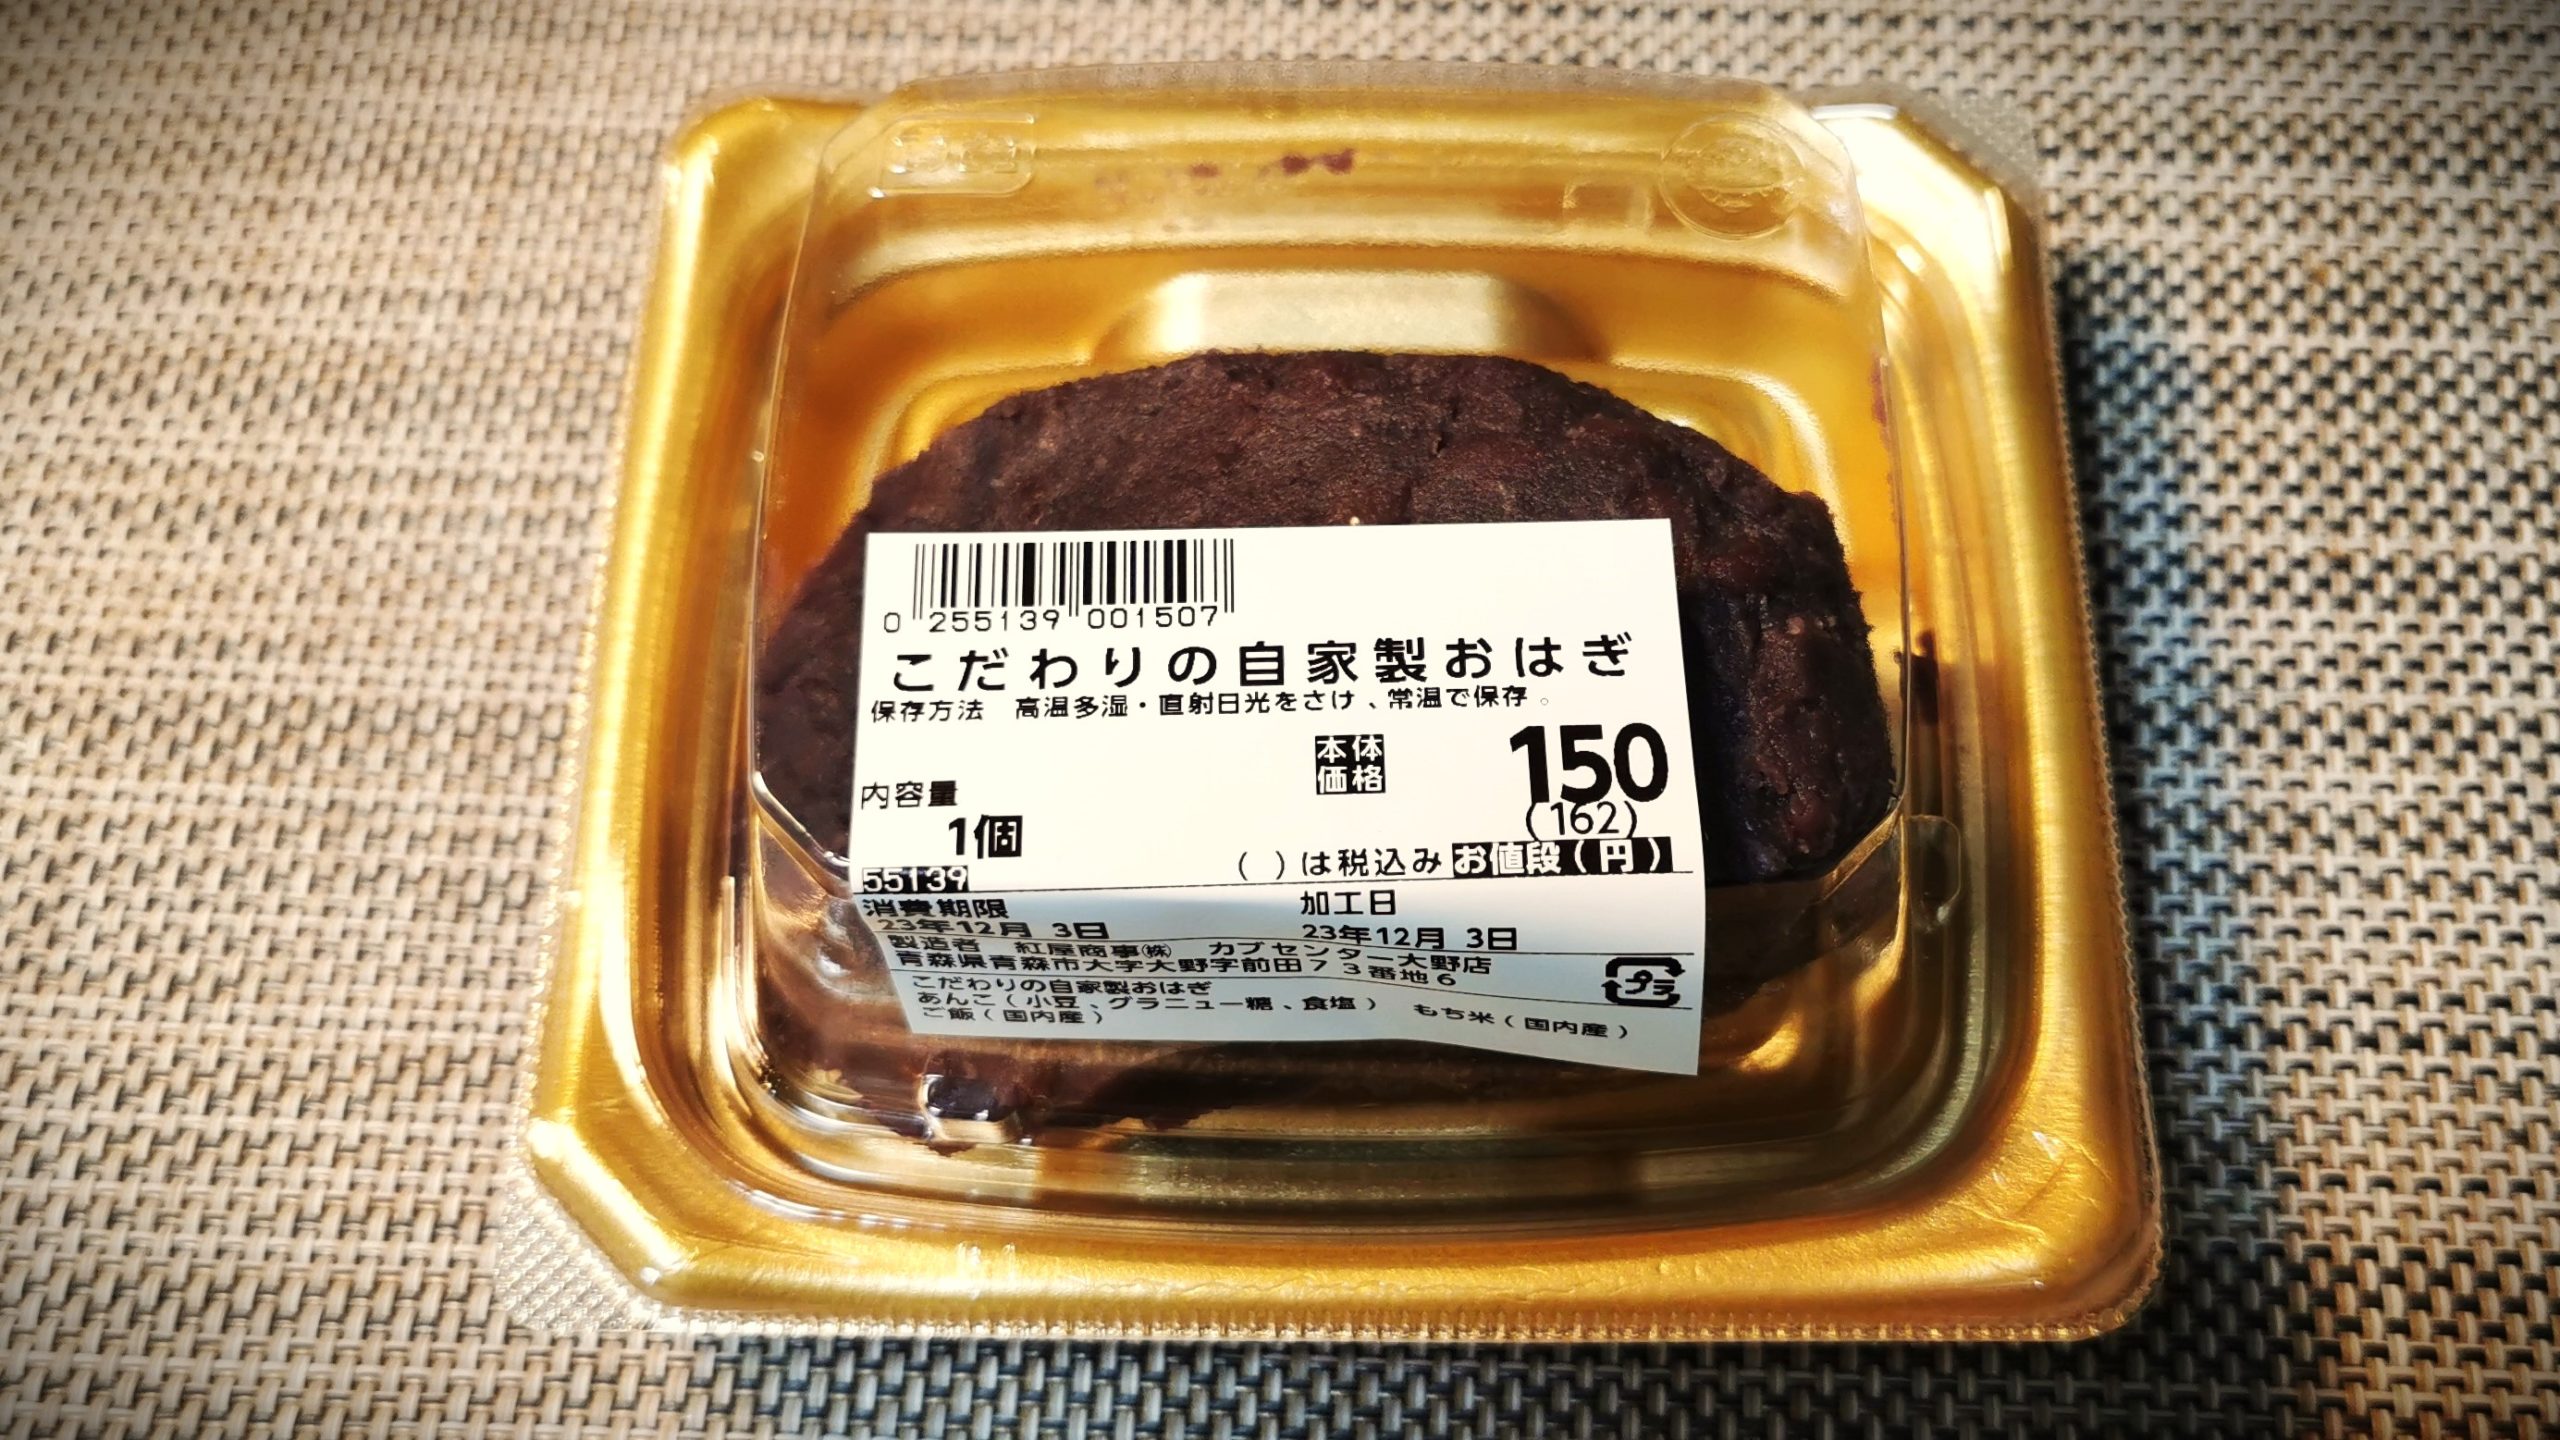 0 255139 001507
こだわりの自家製おはぎ
保存方法 高温多湿・直射日光をさけ、常温で保存。
本体価格 150
(162)
内容量
1個
( )は税込み お値段(円)
55139
消費期限 加工日
23年12月 3日 23年12月 3日
製造者 紅屋商事㈱ カブセンター大野店
青森県青森市大字大野字前田73番地6
プラ
こだわりの自家製おはぎ
あんこ(小豆、グラニュー糖、食塩) もち米(国内産)
ご飯(国内産)